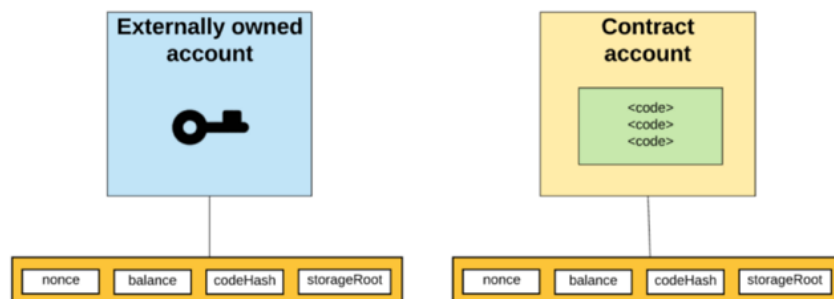 Externally owned
account
Contract
account
<code>
<code>
<code>
nonce balance codeHash storageRoot
nonce balance codeHash storageRoot